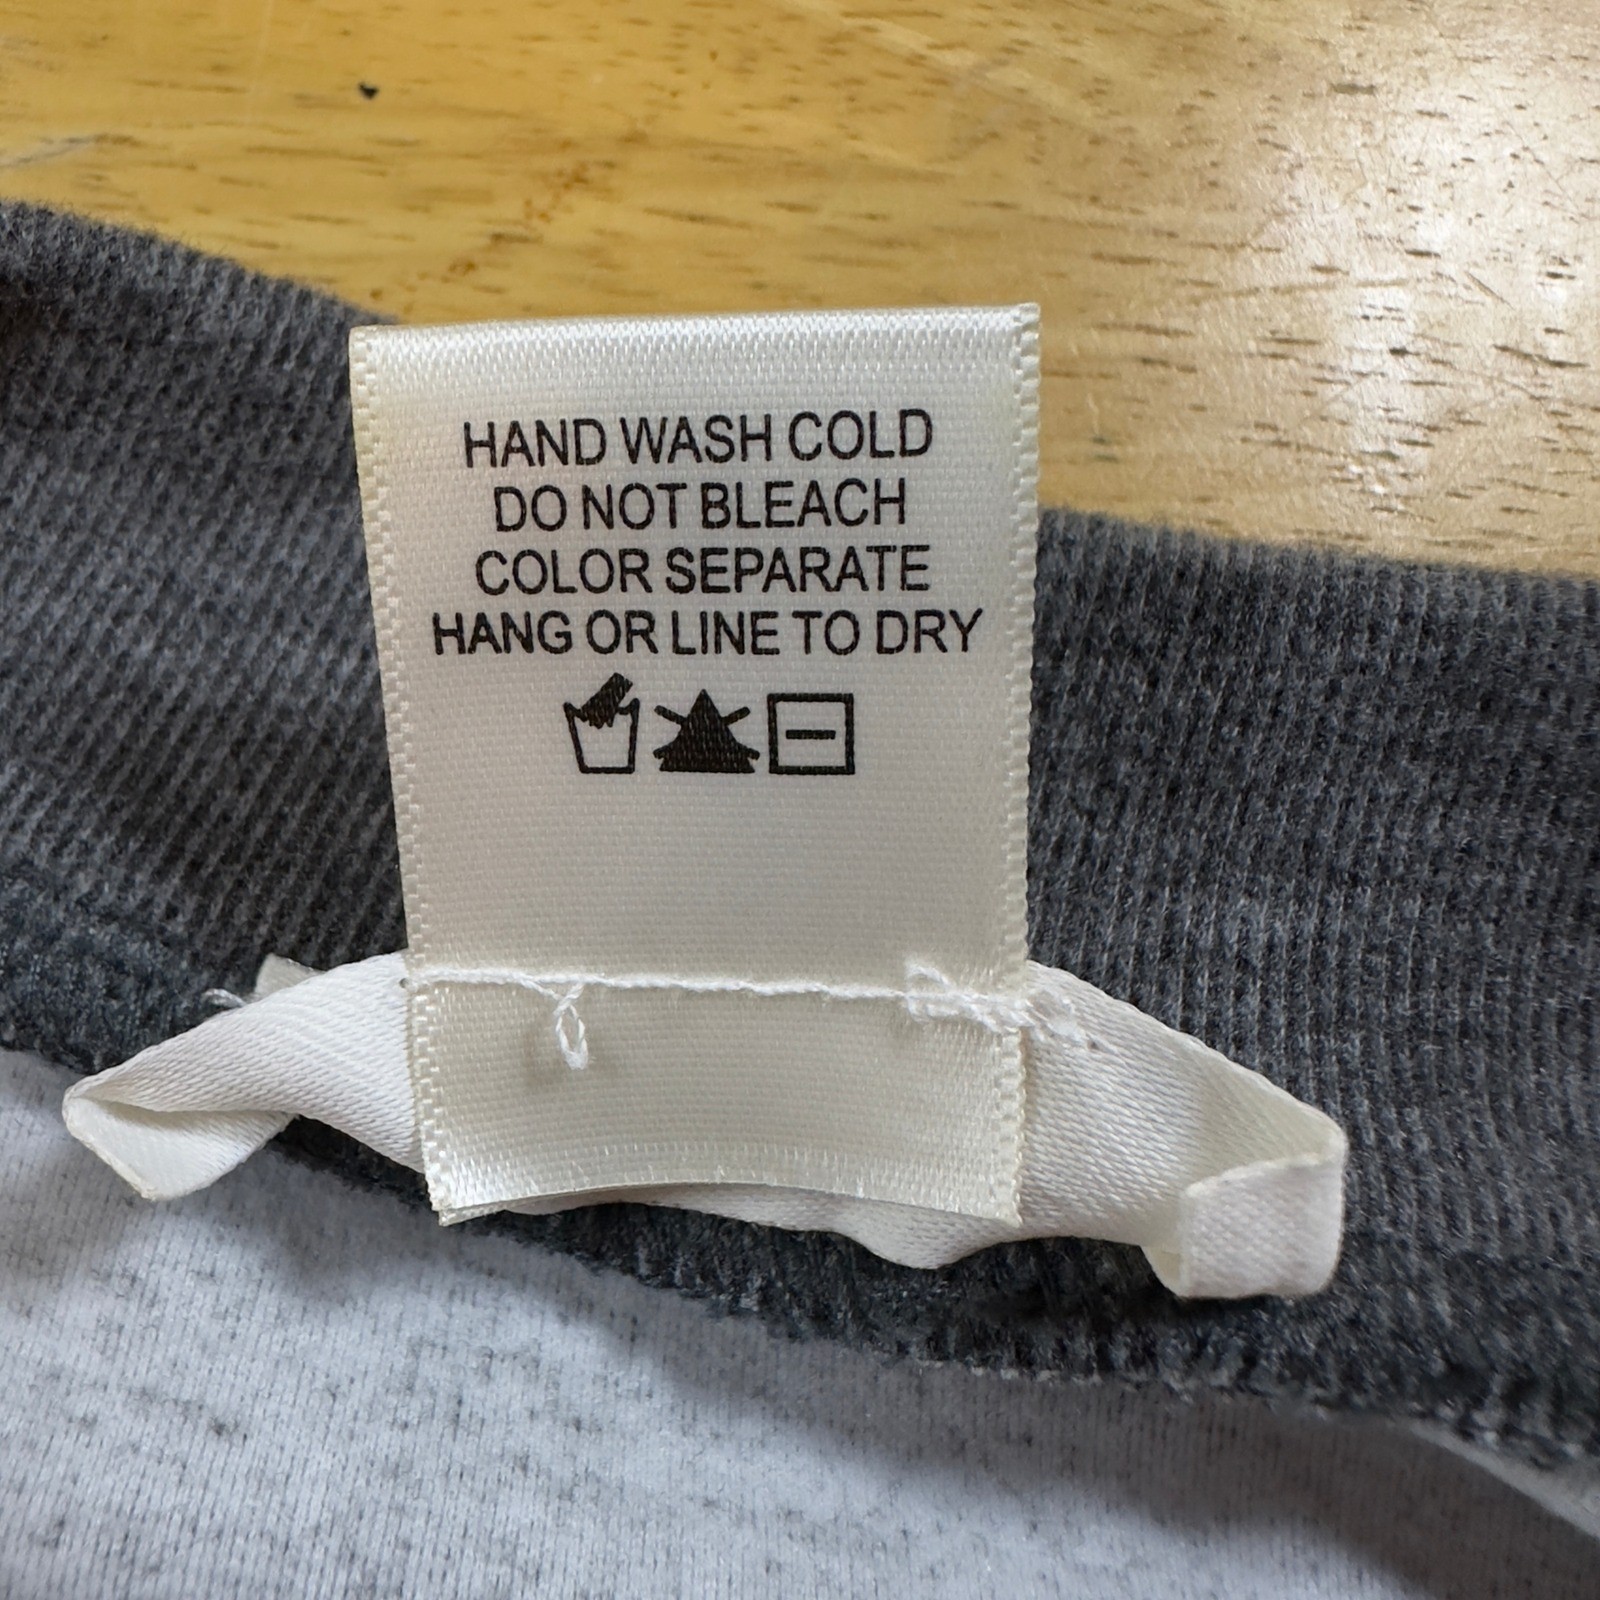 HAND WASH COLD
DO NOT BLEACH
COLOR SEPARATE
HANG OR LINE TO DRY